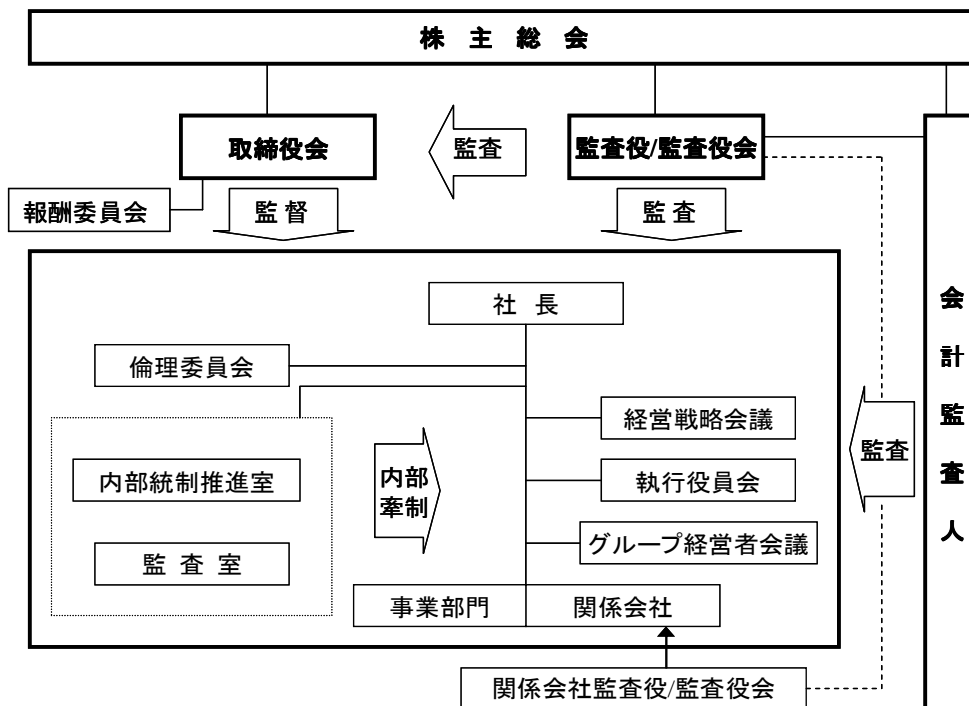 株 主 総 会
取締役会
監査
監査役/監査役会
報酬委員会
監 督
監 査
社 長
倫理委員会
経営戦略会議
内部統制推進室
内部
牽制
執行役員会
監 査 室
グループ経営者会議
事業部門
関係会社
関係会社監査役/監査役会
監査
会
計
監
査
人